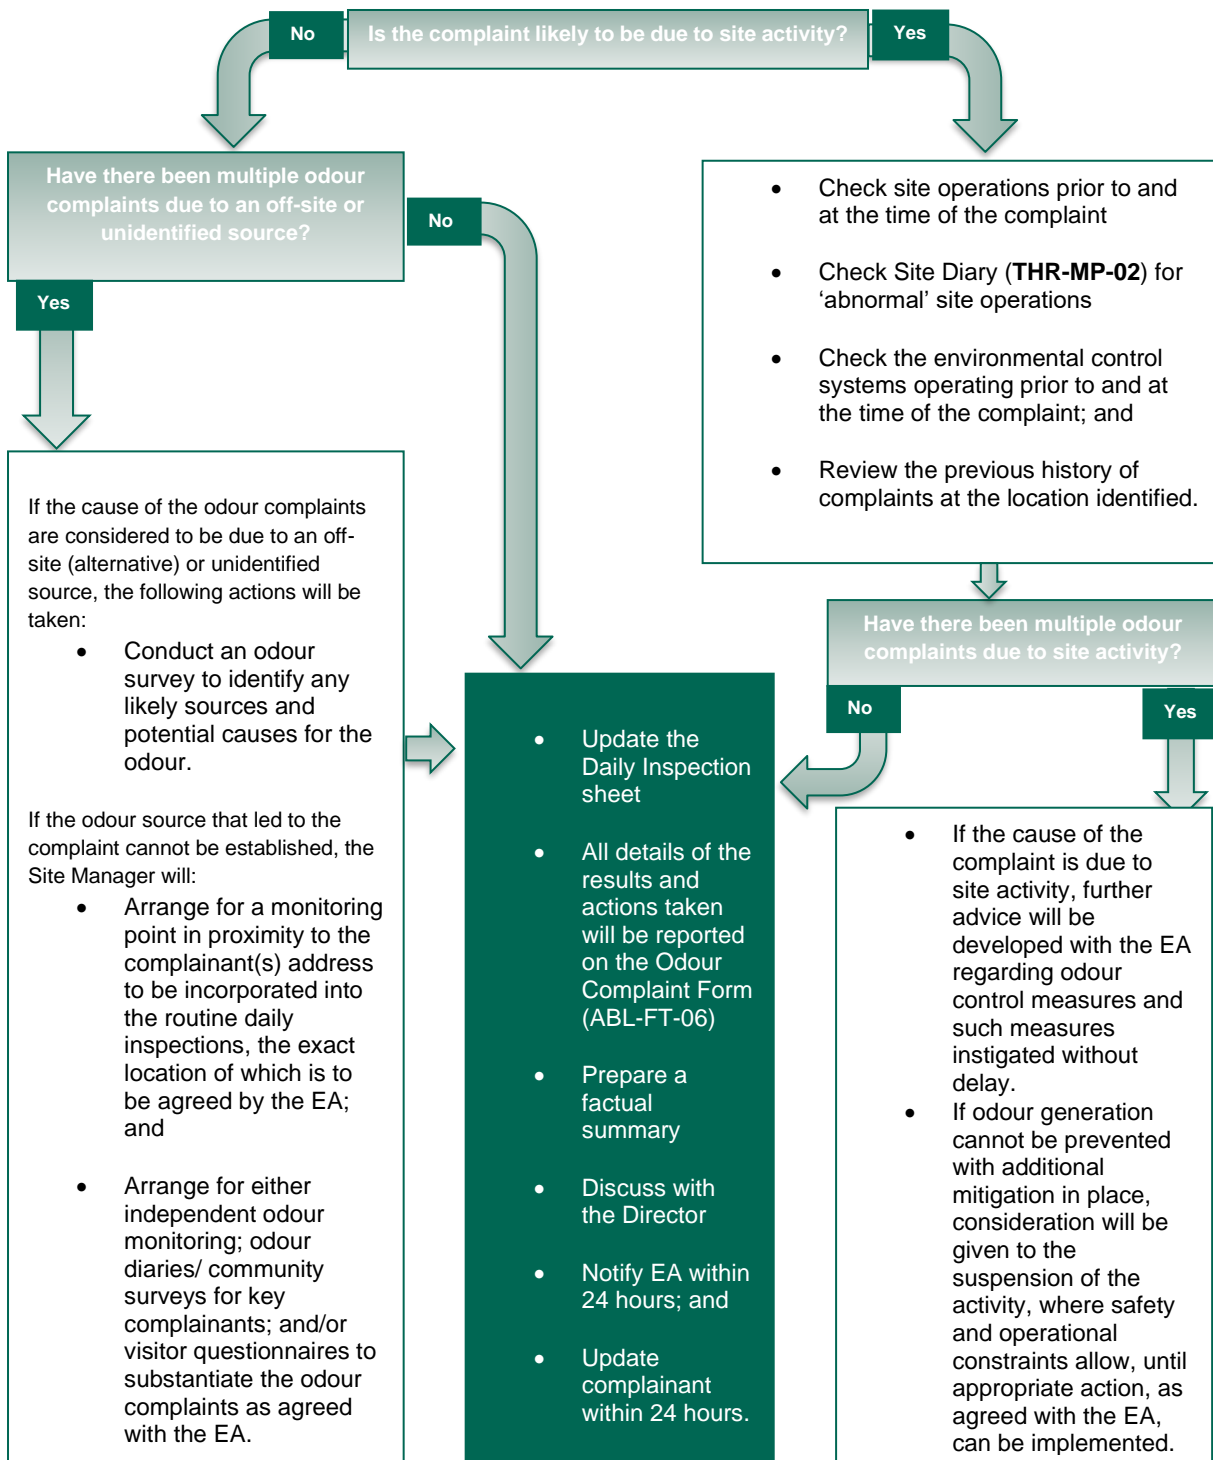 No
Is the complaint likely to be due to site activity?
Yes
Have there been multiple odour
complaints due to an off-site or
unidentified source?
No
Yes
If the cause of the odour complaints
are considered to be due to an off-
site (alternative) or unidentified
source, the following actions will be
taken:
• Conduct an odour
survey to identify any
likely sources and
potential causes for the
odour.
If the odour source that led to the
complaint cannot be established, the
Site Manager will:
• Arrange for a monitoring
point in proximity to the
complainant(s) address
to be incorporated into
the routine daily
inspections, the exact
location of which is to
be agreed by the EA;
and
• Arrange for either
independent odour
monitoring; odour
diaries/ community
surveys for key
complainants; and/or
visitor questionnaires to
substantiate the odour
complaints as agreed
with the EA.
• Update the
Daily Inspection
sheet
• All details of the
results and
actions taken
will be reported
on the Odour
Complaint Form
(ABL-FT-06)
• Prepare a
factual
summary
• Discuss with
the Director
• Notify EA within
24 hours; and
• Update
complainant
within 24 hours.
• Check site operations prior to and
at the time of the complaint
• Check Site Diary (THR-MP-02) for
‘abnormal’ site operations
• Check the environmental control
systems operating prior to and at
the time of the complaint; and
• Review the previous history of
complaints at the location identified.
Have there been multiple odour
complaints due to site activity?
No
Yes
• If the cause of the
complaint is due to
site activity, further
advice will be
developed with the EA
regarding odour
control measures and
such measures
instigated without
delay.
• If odour generation
cannot be prevented
with additional
mitigation in place,
consideration will be
given to the
suspension of the
activity, where safety
and operational
constraints allow, until
appropriate action, as
agreed with the EA,
can be implemented.